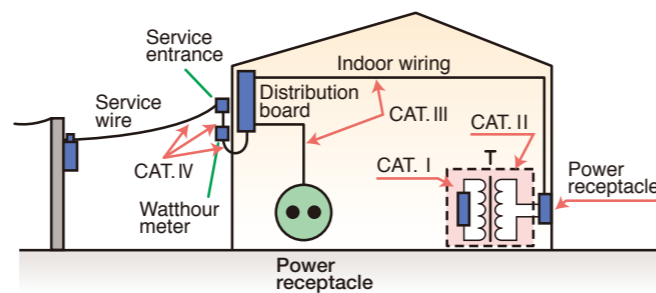 Service
entrance
Indoor wiring
Service
wire
Distribution
board
CAT. III
CAT. II
CAT. IV
CAT. I
T
Power
receptacle
Watthour
meter
Power
receptacle